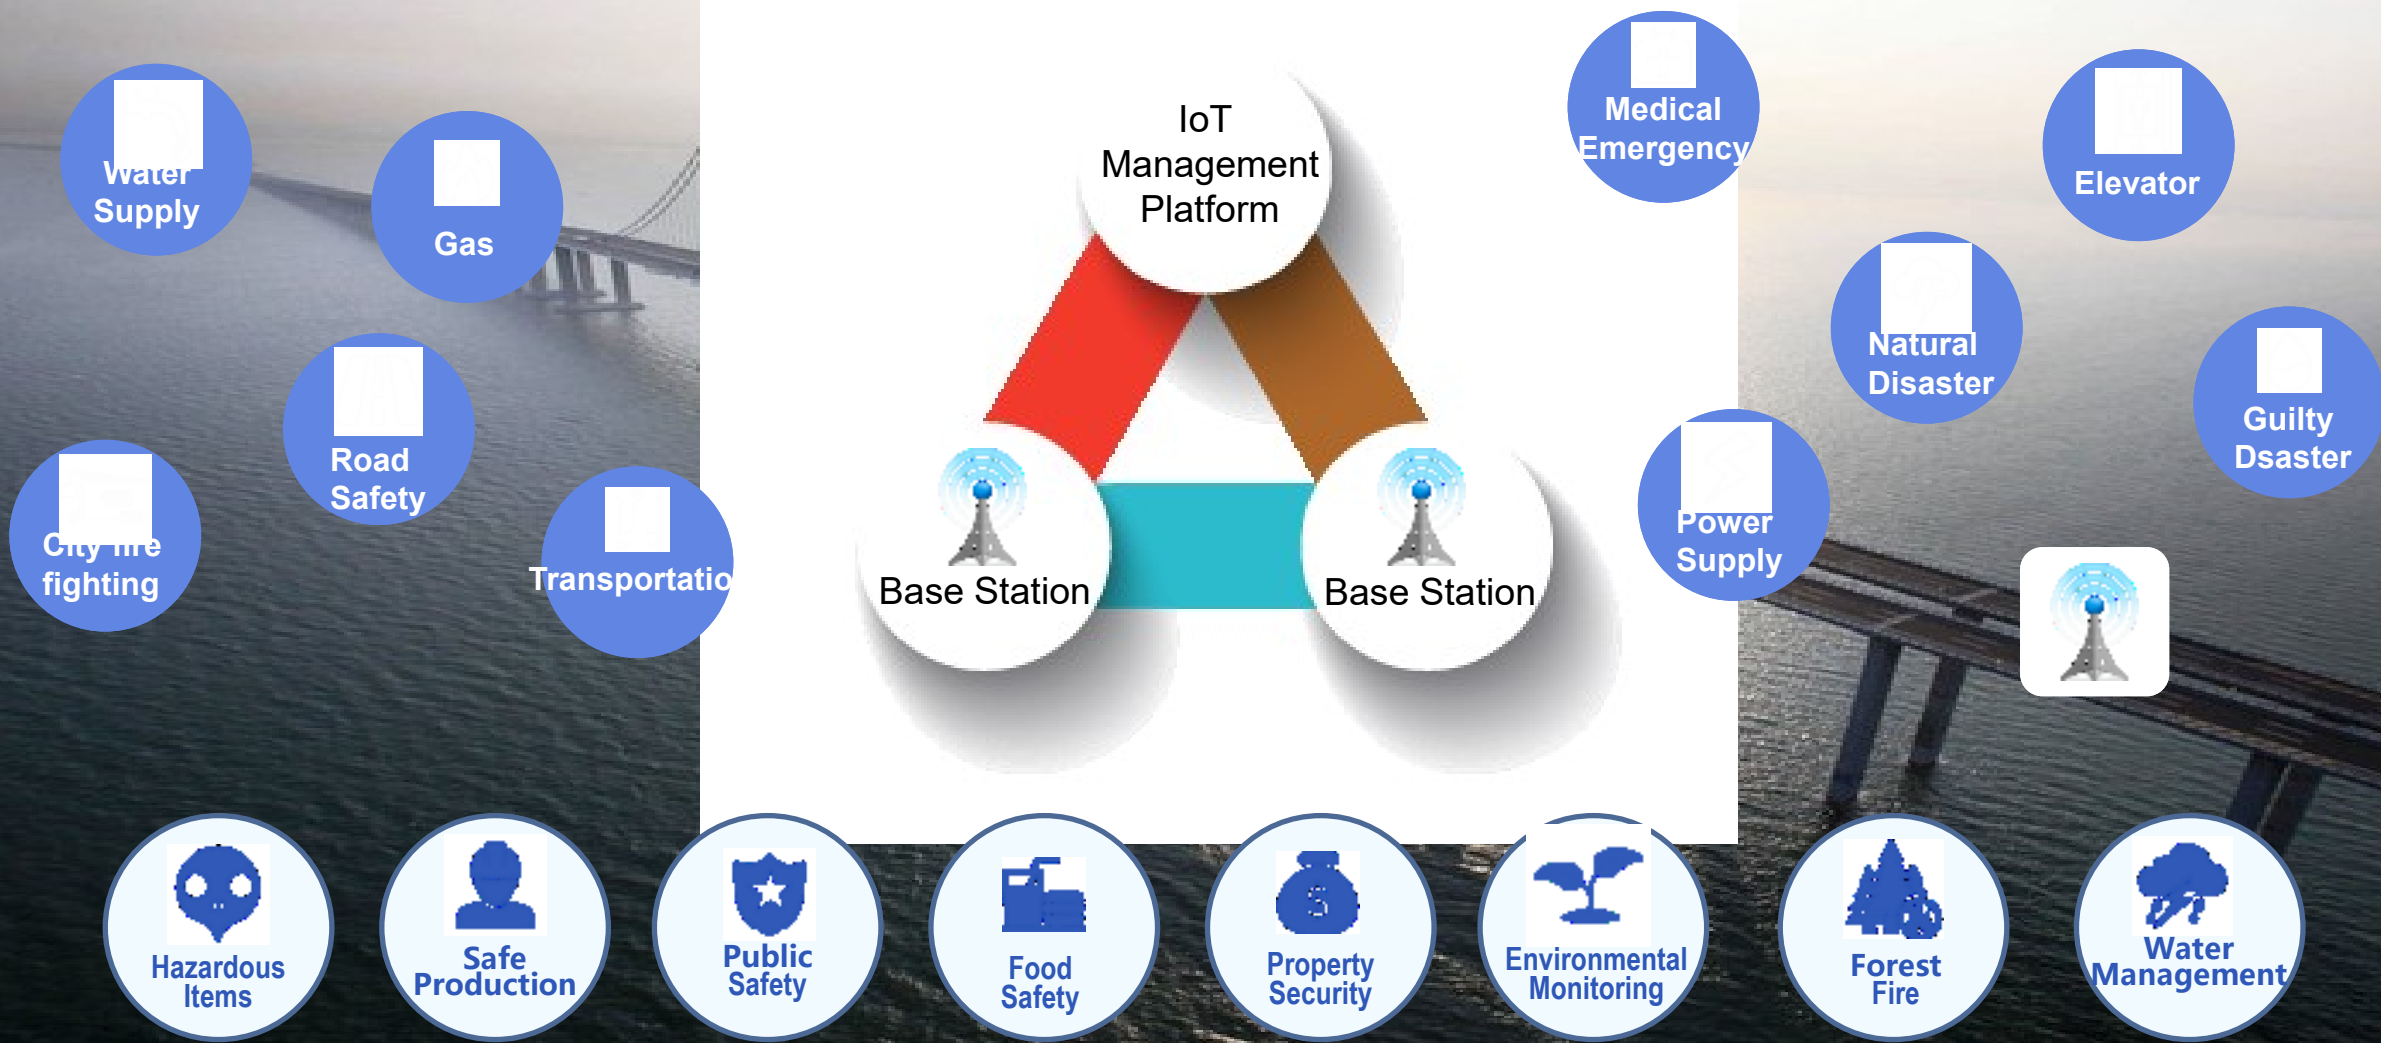 Water
Supply
Gas
Road
Safety
City fire
fighting
Transportatio
IoT
Management
Platform
Base Station
Base Station
Medical
Emergency
Elevator
Natural
Disaster
Guilty
Dsaster
Power
Supply
Hazardous
Items
Safe
Production
Public
Safety
Food
Safety
Property
Security
Environmental
Monitoring
Forest
Fire
Water
Management